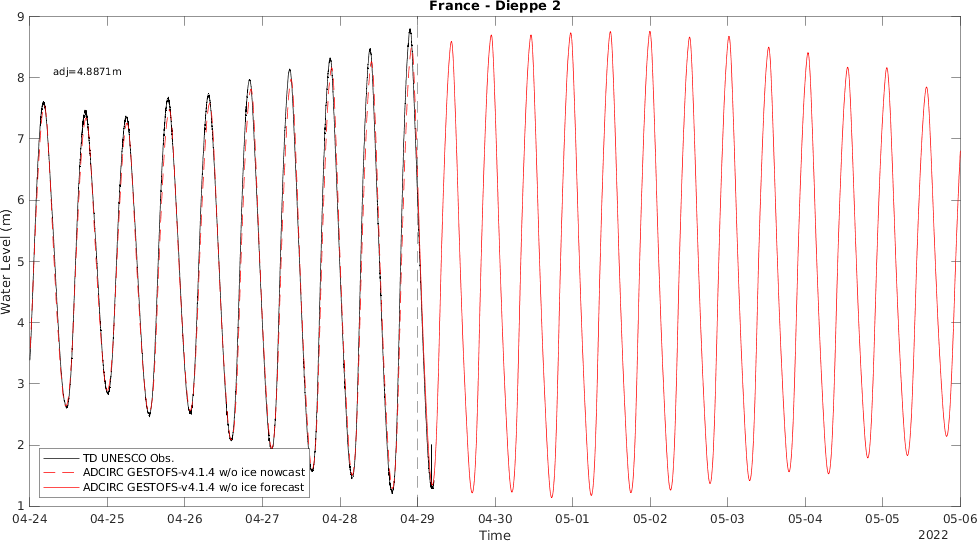 France - Dieppe 2
9
8
7
6
5
4
3
2
1
Water Level (m)
adj=4.8871m
TD UNESCO Obs.
ADCIRC GESTOFS-v4.1.4 w/o ice nowcast
ADCIRC GESTOFS-v4.1.4 w/o ice forecast
04-24 04-25 04-26 04-27 04-28 04-29 04-30 05-01 05-02 05-03 05-04 05-05 05-06
Time
2022